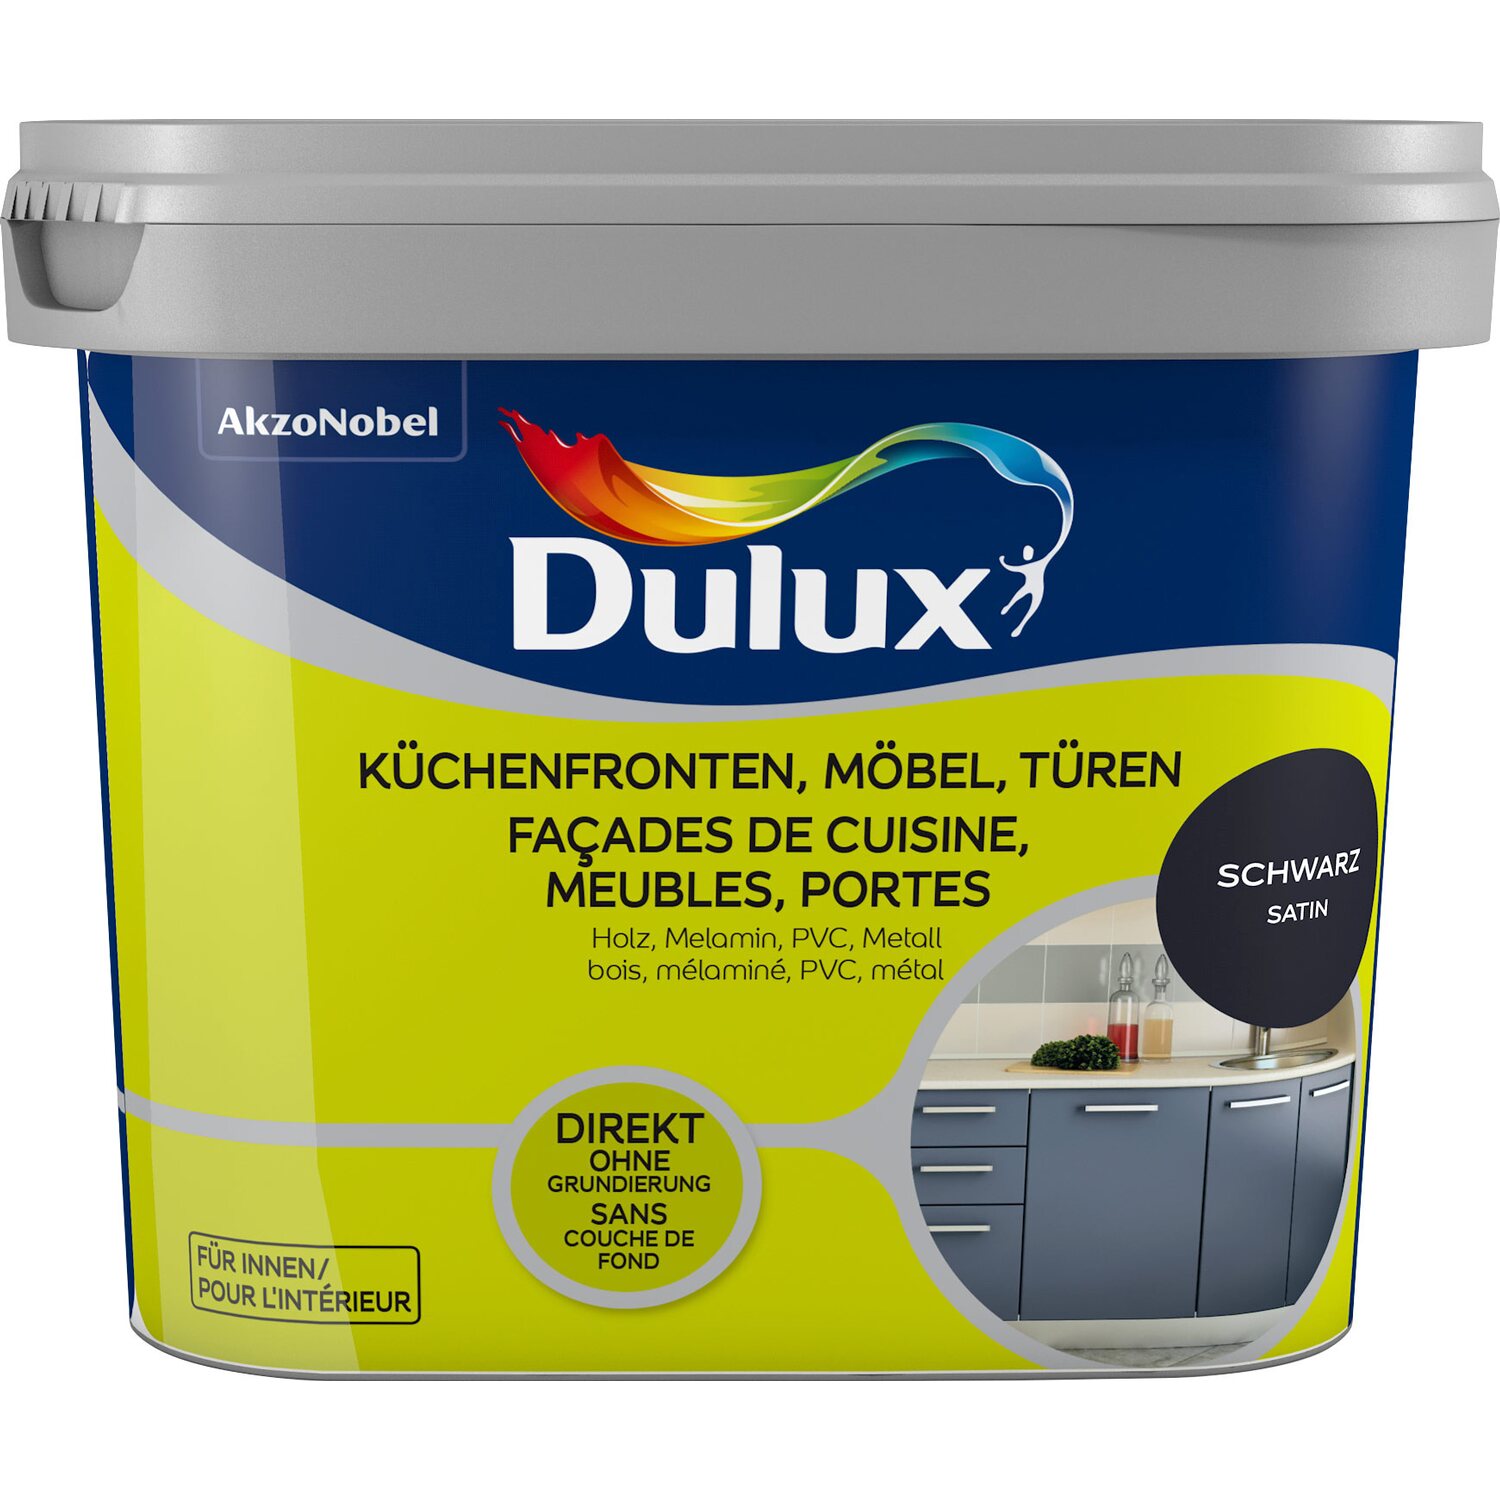 AkzoNobel
Dulux
KÜCHENFRONTEN, MÖBEL, TÜREN
FAÇADES DE CUISINE,
MEUBLES, PORTES
Holz, Melamin, PVC, Metall
bois, mélaminé, PVC, métal
SCHWARZ
SATIN
DIREKT
OHNE
GRUNDIERUNG
SANS
COUCHE DE
FOND
FÜR INNEN/
POUR L'INTÉRIEUR